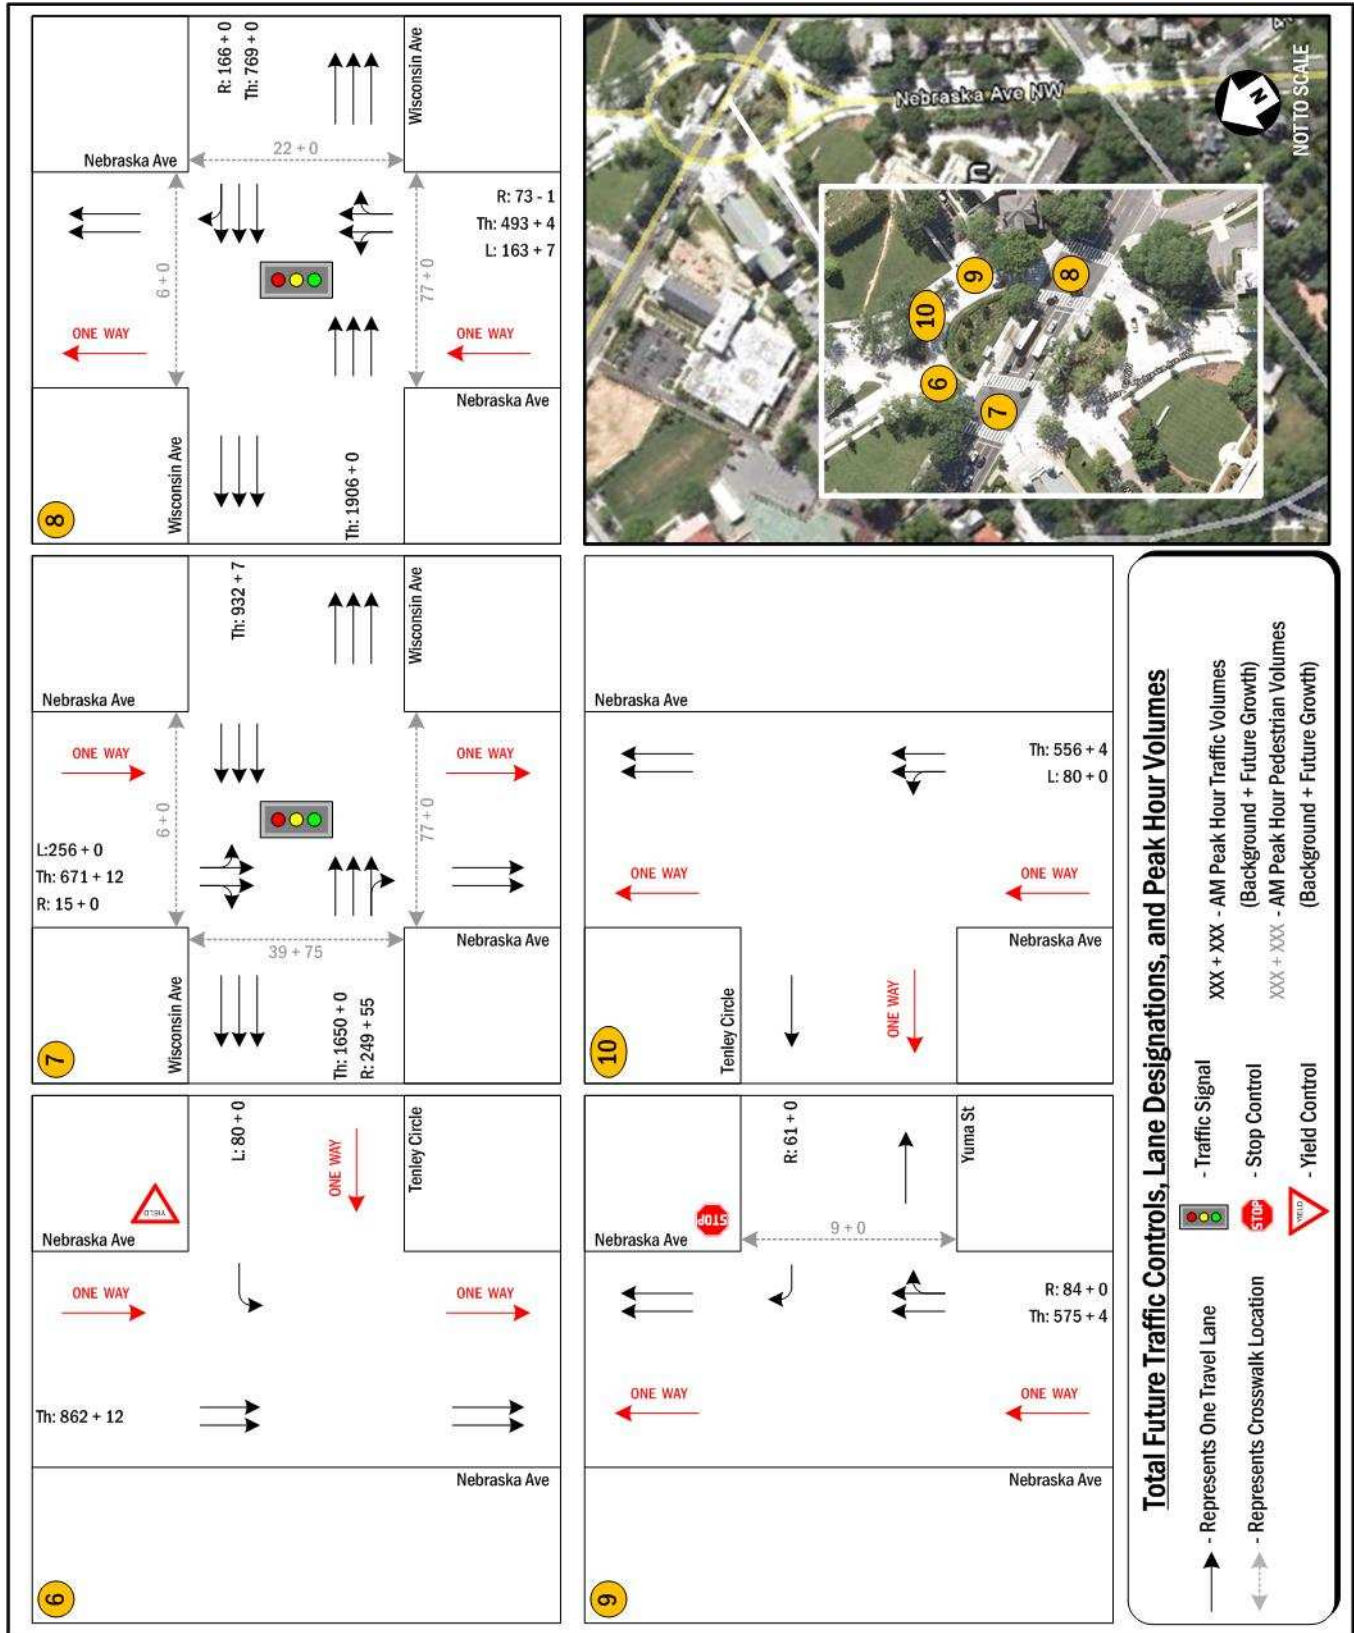 6
Nebraska Ave
YIELD
L: 80 + 0
ONE WAY
Tenley Circle
ONE WAY
ONE WAY
Th: 862 + 12
Nebraska Ave
7
Nebraska Ave
Th: 932 + 7
Wisconsin Ave
ONE WAY
6 + 0
ONE WAY
77 + 0
L:256 + 0
Th: 671 + 12
R: 15 + 0
39 + 75
Wisconsin Ave
Th: 1650 + 0
R: 249 + 55
Nebraska Ave
8
Nebraska Ave
R: 166 + 0
Th: 769 + 0
Wisconsin Ave
22 + 0
R: 73 - 1
Th: 493 + 4
L: 163 + 7
6 + 0
77 + 0
ONE WAY
ONE WAY
Wisconsin Ave
Th: 1906 + 0
Nebraska Ave
9
Nebraska Ave
STOP
R: 61 + 0
Yuma St
9 + 0
R: 84 + 0
Th: 575 + 4
ONE WAY
ONE WAY
Nebraska Ave
10
Nebraska Ave
Th: 556 + 4
L: 80 + 0
ONE WAY
ONE WAY
Tenley Circle
ONE WAY
Nebraska Ave
Nebraska Ave NW
N
NOT TO SCALE
6
7
8
9
10
Total Future Traffic Controls, Lane Designations, and Peak Hour Volumes
- Represents One Travel Lane
- Represents Crosswalk Location
- Traffic Signal
STOP - Stop Control
YIELD - Yield Control
XXX + XXX - AM Peak Hour Traffic Volumes
(Background + Future Growth)
XXX + XXX - AM Peak Hour Pedestrian Volumes
(Background + Future Growth)